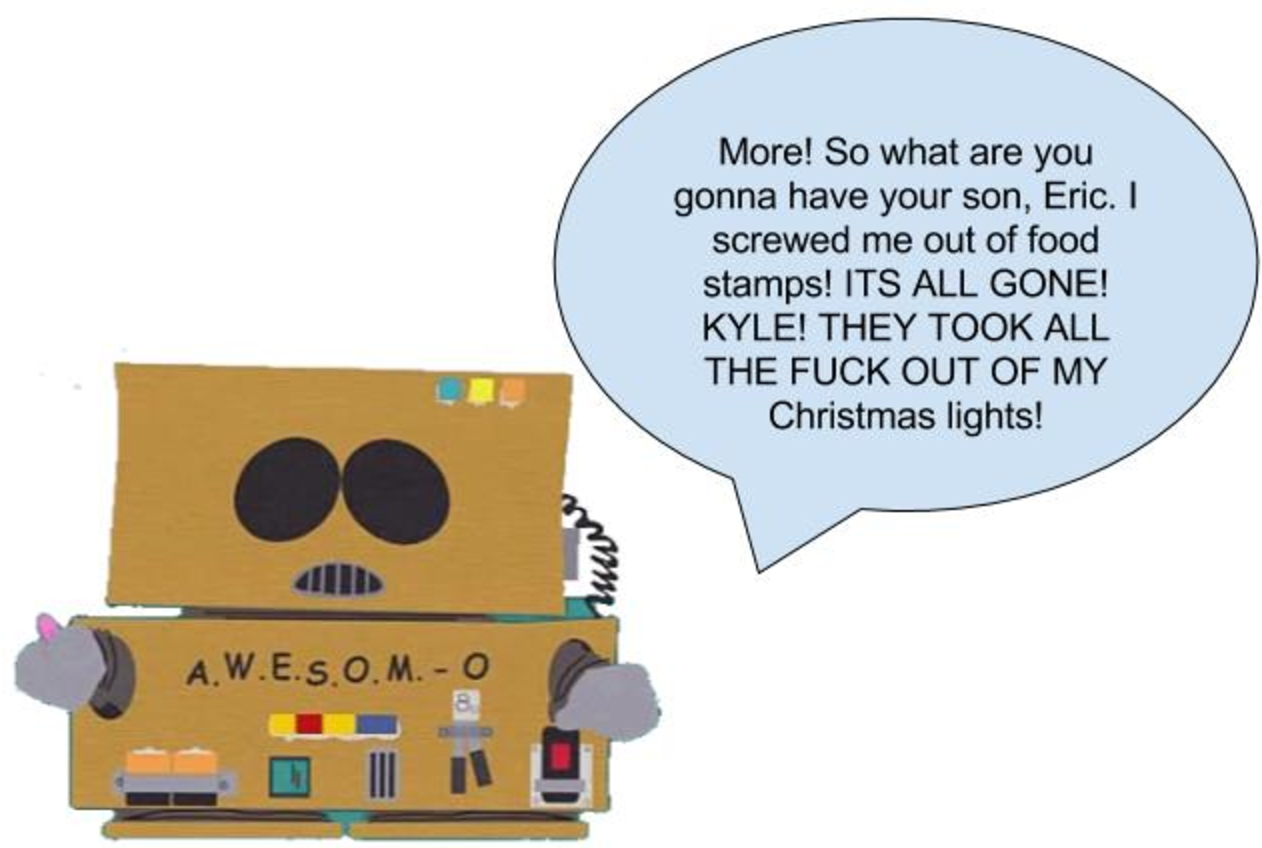 More! So what are you
gonna have your son, Eric. I
screwed me out of food
stamps! ITS ALL GONE!
KYLE! THEY TOOK ALL
THE FUCK OUT OF MY
Christmas lights!
A.W.E.S.O.M.-O
8